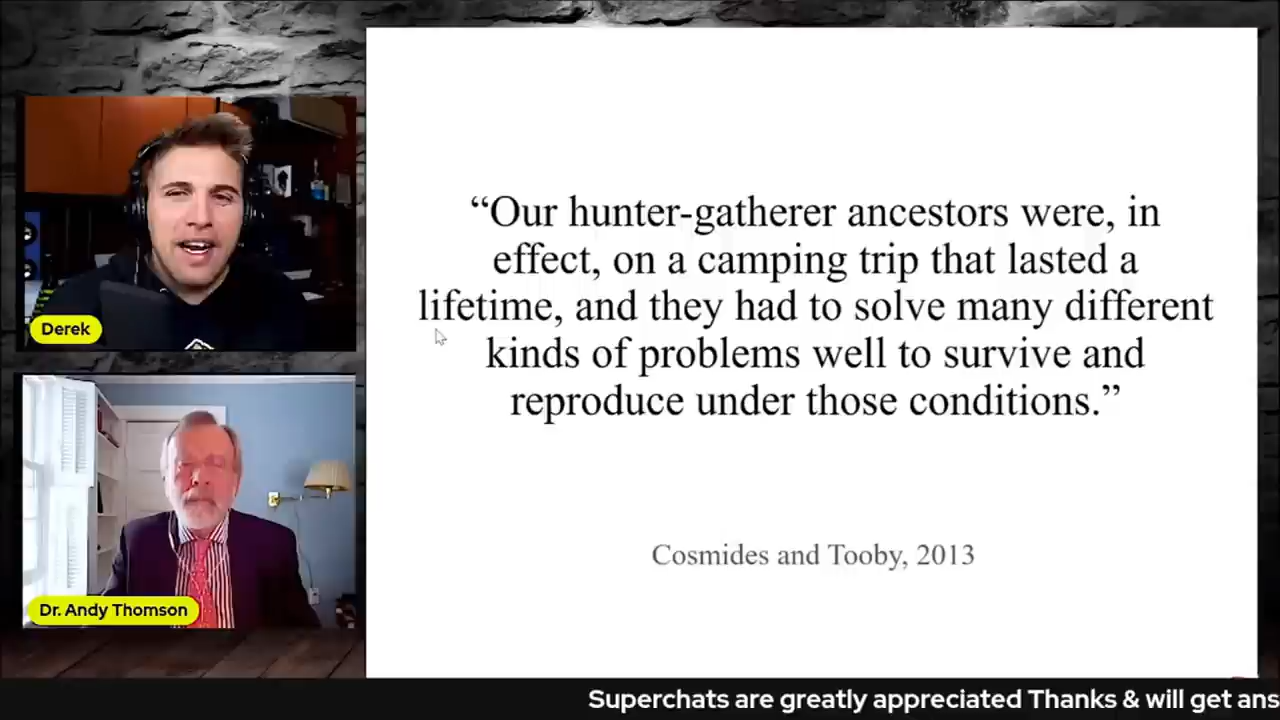 “Our hunter-gatherer ancestors were, in
effect, on a camping trip that lasted a
lifetime, and they had to solve many different
kinds of problems well to survive and
reproduce under those conditions.”
Cosmides and Tooby, 2013
Derek
Dr. Andy Thomson
Superchats are greatly appreciated Thanks & will get ans